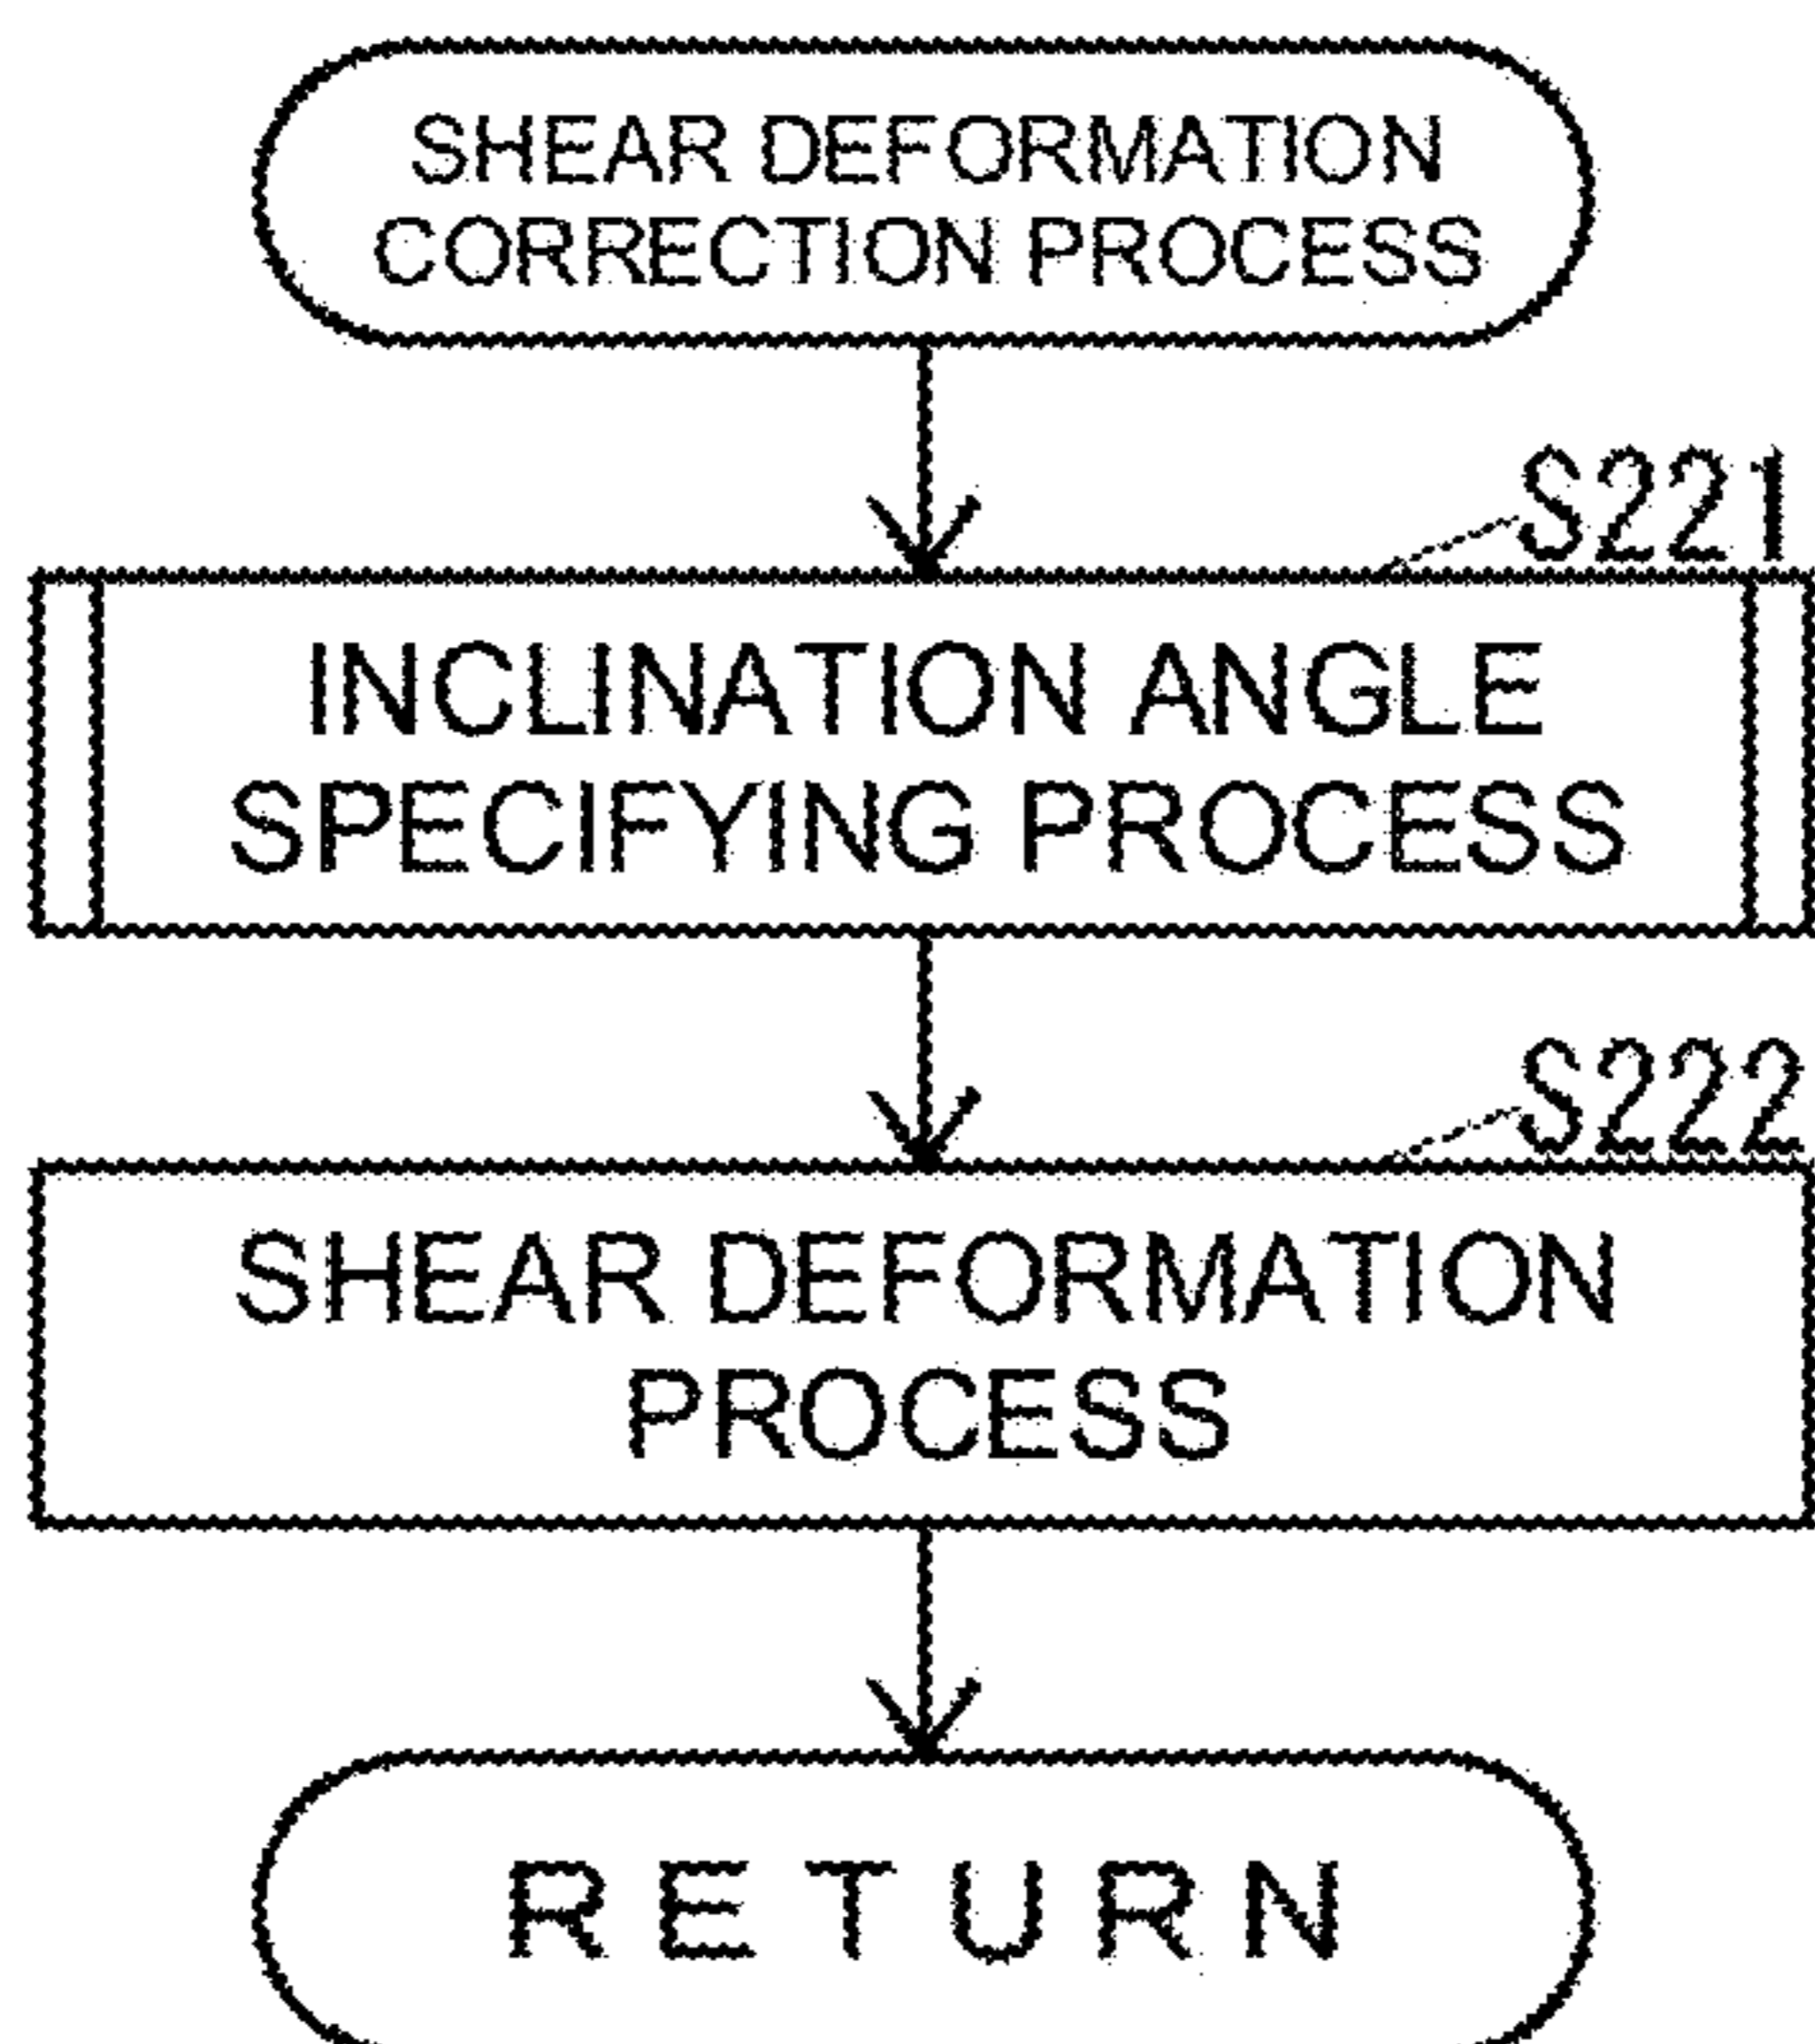 SHEAR DEFORMATION
CORRECTION PROCESS
S221
INCLINATION ANGLE
SPECIFYING PROCESS
S222
SHEAR DEFORMATION
PROCESS
RETURN